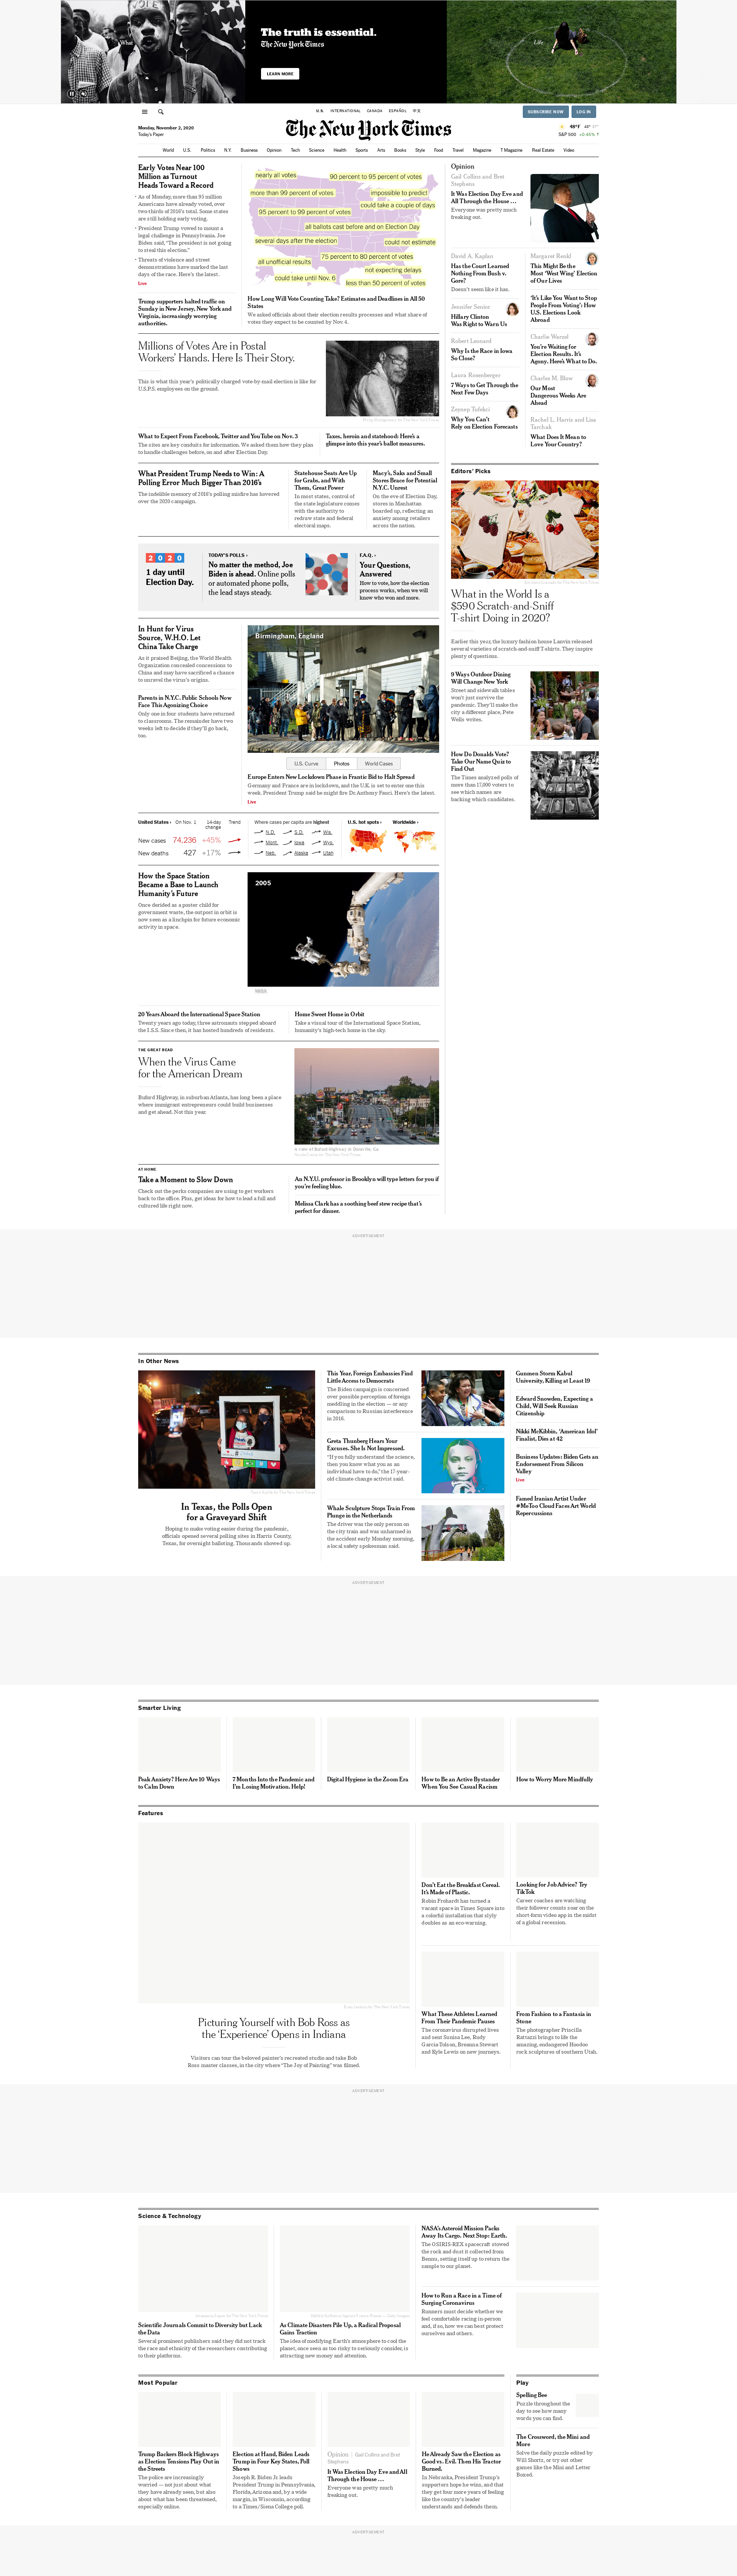 What
The truth is essential.
The New York Times
LEARN MORE
Life
U.S. INTERNATIONAL CANADA ESPAÑOL 中文
SUBSCRIBE NOW LOG IN
Monday, November 2, 2020
Today's Paper
The New York Times
S&P 500 +0.45% ↑
World U.S. Politics N.Y. Business Opinion Tech Science Health Sports Arts Books Style Food Travel Magazine T Magazine Real Estate Video
Early Votes Near 100
Million as Turnout
Heads Toward a Record
As of Monday, more than 95 million
Americans have already voted, over
two-thirds of 2016's total. Some states
are still holding early voting.
President Trump vowed to mount a
legal challenge in Pennsylvania. Joe
Biden said, “The president is not going
to steal this election.”
Threats of violence and street
demonstrations have marked the last
days of the race. Here's the latest.
Live
Trump supporters halted traffic on
Sunday in New Jersey, New York and
Virginia, increasingly worrying
authorities.
nearly all votes
90 percent to 95 percent
more than 99 percent of votes
impossible to predict
could take a couple of days
95 percent to 99 percent of votes
all ballots cast before and on Election Day
several days after the election
could not estimate
75 percent to 80 percent of votes
all unofficial results
not expecting delays
could take until Nov. 6
less than 50 percent of votes
How Long Will Vote Counting Take? Estimates and Deadlines in All 50
States
We asked officials about their election results processes and what share of
votes they expect to be counted by Nov. 4.
Millions of Votes Are in Postal
Workers' Hands. Here Is Their Story.
This is what this year's politically charged vote-by-mail election is like for
U.S.P.S. employees on the ground.
What to Expect From Facebook, Twitter and YouTube on Nov. 3
The sites are key conduits for information. We asked them how they plan
to handle challenges before, on and after Election Day.
Taxes, heroin and statehood: Here's a
glimpse into this year's ballot measures.
What President Trump Needs to Win: A
Polling Error Much Bigger Than 2016's
The indelible memory of 2016's polling misfire has hovered
over the 2020 campaign.
Statehouse Seats Are Up
for Grabs, and With
Them, Great Power
In most states, control of
the state legislature comes
with the authority to
redraw state and federal
electoral maps.
Macy's, Saks and Small
Stores Brace for Potential
N.Y.C. Unrest
On the eve of Election Day,
stores in Manhattan
boarded up, reflecting an
anxiety among retailers
across the nation.
2020
1 day until
Election Day.
TODAY'S POLLS ›
No matter the method, Joe
Biden is ahead. Online polls
or automated phone polls,
the lead stays steady.
F.A.Q. ›
Your Questions,
Answered
How to vote, how the election
process works, when we will
know who won and more.
In Hunt for Virus
Source, W.H.O. Let
China Take Charge
As it praised Beijing, the World Health
Organization concealed concessions to
China and may have sacrificed a chance
to unravel the virus's origins.
Parents in N.Y.C. Public Schools Now
Face This Agonizing Choice
Only one in four students have returned
to classrooms. The remainder have two
weeks left to decide if they'll go back,
too.
Birmingham, England
U.S. Curve Photos World Cases
Europe Enters New Lockdown Phase in Frantic Bid to Halt Spread
Germany and France are in lockdown, and the U.K. is set to enter one this
week. President Trump said he might fire Dr. Anthony Fauci. Here's the latest.
Live
United States › On Nov. 1 14-day change Trend
New cases 74,236 +45%
New deaths 427 +17%
Where cases per capita are highest
N.D. S.D. Wis.
Mont. Iowa Wyo.
Neb. Alaska Utah
U.S. hot spots › Worldwide ›
How the Space Station
Became a Base to Launch
Humanity's Future
Once derided as a poster child for
government waste, the outpost in orbit is
now seen as a linchpin for future economic
activity in space.
2005
NASA
20 Years Aboard the International Space Station
Twenty years ago today, three astronauts stepped aboard
the I.S.S. Since then, it has hosted hundreds of residents.
Home Sweet Home in Orbit
Take a visual tour of the International Space Station,
humanity's high-tech home in the sky.
THE GREAT READ
When the Virus Came
for the American Dream
Buford Highway, in suburban Atlanta, has long been a place
where immigrant entrepreneurs could build businesses
and get ahead. Not this year.
A view of Buford Highway in Doraville, Ga.
AT HOME
Take a Moment to Slow Down
Check out the perks companies are using to get workers
back to the office. Plus, get ideas for how to lead a full and
cultured life right now.
An N.Y.U. professor in Brooklyn will type letters for you if
you're feeling blue.
Melissa Clark has a soothing beef stew recipe that's
perfect for dinner.
Opinion
Gail Collins and Bret
Stephens
It Was Election Day Eve and
All Through the House …
Everyone was pretty much
freaking out.
David A. Kaplan
Has the Court Learned
Nothing From Bush v.
Gore?
Doesn't seem like it has.
Jennifer Senior
Hillary Clinton
Was Right to Warn Us
Robert Leonard
Why Is the Race in Iowa
So Close?
Laura Rosenberger
7 Ways to Get Through the
Next Few Days
Zeynep Tufekci
Why You Can't
Rely on Election Forecasts
Margaret Renkl
This Might Be the
Most ‘West Wing’ Election
of Our Lives
‘It's Like You Want to Stop
People From Voting’: How
U.S. Elections Look
Abroad
Charlie Warzel
You're Waiting for
Election Results. It's
Agony. Here's What to Do.
Charles M. Blow
Our Most
Dangerous Weeks Are
Ahead
Rachel L. Harris and Lisa
Tarchak
What Does It Mean to
Love Your Country?
Editors' Picks
What in the World Is a
$590 Scratch-and-Sniff
T-shirt Doing in 2020?
Earlier this year, the luxury fashion house Lanvin released
several varieties of scratch and sniff T-shirts. They inspire
plenty of questions.
9 Ways Outdoor Dining
Will Change New York
Street and sidewalk tables
won't just survive the
pandemic. They'll make the
city a different place, Pete
Wells writes.
How Do Donalds Vote?
Take Our Name Quiz to
Find Out
The Times analyzed polls of
more than 17,000 voters to
see which names are
backing which candidates.
ADVERTISEMENT
In Other News
In Texas, the Polls Open
for a Graveyard Shift
Hoping to make voting easier during the pandemic,
officials opened several polling sites in Harris County,
Texas, for overnight balloting. Thousands showed up.
This Year, Foreign Embassies Find
Little Access to Democrats
The Biden campaign is concerned
over possible perception of foreign
meddling in the election — or any
comparison to Russian interference
in 2016.
Greta Thunberg Hears Your
Excuses. She Is Not Impressed.
“If you fully understand the science,
then you know what you as an
individual have to do,” the 17-year-
old climate change activist said.
Whale Sculpture Stops Train From
Plunge in the Netherlands
The driver was the only person on
the city train and was unharmed in
the accident early Monday morning,
a local safety spokesman said.
Gunmen Storm Kabul
University, Killing at Least 19
Edward Snowden, Expecting a
Child, Will Seek Russian
Citizenship
Nikki McKibbin, ‘American Idol’
Finalist, Dies at 42
Business Updates: Biden Gets an
Endorsement From Silicon
Valley
Live
Famed Iranian Artist Under
#MeToo Cloud Faces Art World
Repercussions
ADVERTISEMENT
Smarter Living
Peak Anxiety? Here Are 10 Ways
to Calm Down
7 Months Into the Pandemic and
I'm Losing Motivation. Help!
Digital Hygiene in the Zoom Era
How to Be an Active Bystander
When You See Casual Racism
How to Worry More Mindfully
Features
Picturing Yourself with Bob Ross as
the ‘Experience’ Opens in Indiana
Visitors can tour the beloved painter's recreated studio and take Bob
Ross master classes, in the city where “The Joy of Painting” was filmed.
Don't Eat the Breakfast Cereal.
It's Made of Plastic.
Robin Frohardt has turned a
vacant space in Times Square into
a colorful installation that slyly
doubles as an eco-warning.
Looking for Job Advice? Try
TikTok
Career coaches are watching
their follower counts soar on the
short-form video app in the midst
of a global recession.
What These Athletes Learned
From Their Pandemic Pauses
The coronavirus disrupted lives
and sent Sanina Lee, Rudy
Garcia-Tolson, Breanna Stewart
and Kyle Lewis on new journeys.
From Fashion to a Fantasia in
Stone
The photographer Priscilla
Rattazzi brings to life the
amazing, endangered Hoodoo
rock sculptures of southern Utah.
ADVERTISEMENT
Science & Technology
Scientific Journals Commit to Diversity but Lack
the Data
Several prominent publishers said they did not track
the race and ethnicity of the researchers contributing
to their platforms.
As Climate Disasters Pile Up, a Radical Proposal
Gains Traction
The idea of modifying Earth's atmosphere to cool the
planet, once seen as too risky to seriously consider, is
attracting new money and attention.
NASA's Asteroid Mission Packs
Away Its Cargo. Next Stop: Earth.
The OSIRIS-REX spacecraft stowed
the rock and dust it collected from
Bennu, setting itself up to return the
sample to our planet.
How to Run a Race in a Time of
Surging Coronavirus
Runners must decide whether we
feel comfortable racing in-person
and, if so, how we can best protect
ourselves and others.
Most Popular
Trump Backers Block Highways
as Election Tensions Play Out in
the Streets
The police are increasingly
worried — not just about what
they have already seen, but also
about what has been threatened,
especially online.
Election at Hand, Biden Leads
Trump in Four Key States, Poll
Shows
Joseph R. Biden Jr. leads
President Trump in Pennsylvania,
Florida, Arizona and, by a wide
margin, in Wisconsin, according
to a Times/Siena College poll.
Opinion | Gail Collins and Bret
Stephens
It Was Election Day Eve and All
Through the House …
Everyone was pretty much
freaking out.
He Already Saw the Election as
Good vs. Evil. Then His Tractor
Burned.
In Nebraska, President Trump's
supporters hope he wins, and that
they get four more years of feeling
like the country's leader
understands and defends them.
Play
Spelling Bee
Puzzle throughout the
day to see how many
words you can find.
The Crossword, the Mini and
More
Solve the daily puzzle edited by
Will Shortz, or try out other
games like the Mini and Letter
Boxed.
ADVERTISEMENT